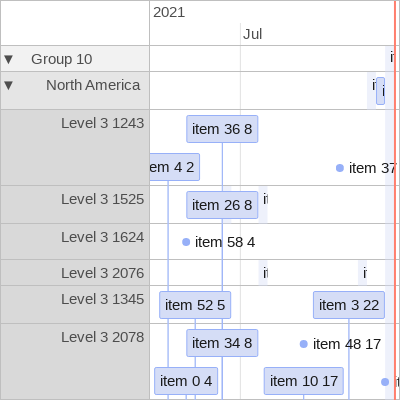 2021
Jul
▼ Group 10
▼ North America
Level 3 1243 item 36 8
em 4 2 item 37
Level 3 1525 item 26 8
Level 3 1624 item 58 4
Level 3 2076
Level 3 1345 item 52 5 item 3 22
Level 3 2078 item 34 8 item 48 17
item 0 4 item 10 17